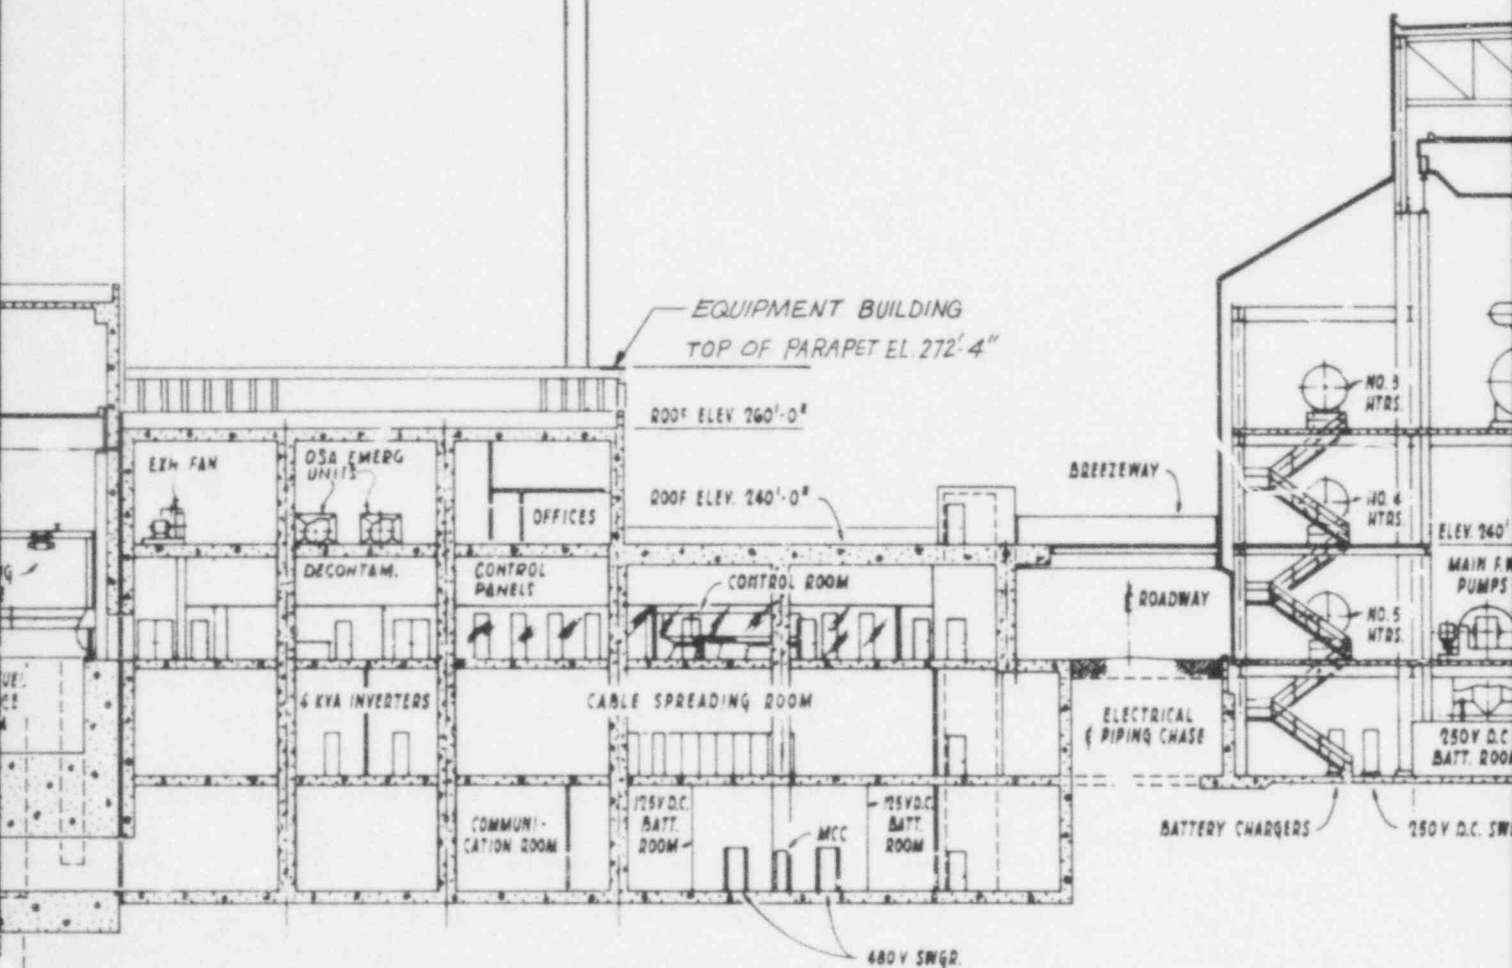 EQUIPMENT BUILDING
TOP OF PARAPET EL. 272'-4"
NO. 3
HTRS.
ROOF ELEV. 260'-0"
EXH FAN
OSA EMERG
UNITS
BREEZEWAY
ROOF ELEV. 240'-0"
NO. 4
HTRS.
OFFICES
ELEV. 240'
DECONTAM.
CONTROL
PANELS
CONTROL ROOM
MAIN F.W
PUMPS
ROADWAY
NO. 5
HTRS.
4 KVA INVERTERS
CABLE SPREADING ROOM
ELECTRICAL
& PIPING CHASE
250V D.C.
BATT. ROOM
125V D.C.
BATT.
ROOM
125V D.C.
BATT.
ROOM
COMMUNI-
CATION ROOM
MCC
BATTERY CHARGERS
250V D.C. SW
480V SWGR.